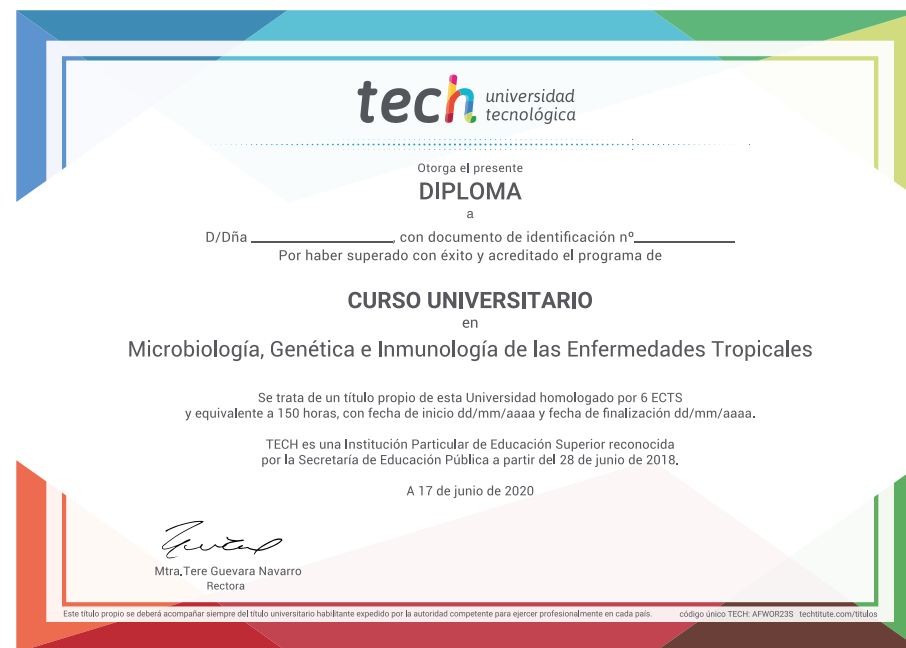 tech universidad
tecnológica
Otorga el presente
DIPLOMA
a
D/Dña ____________________, con documento de identificación nº______________
Por haber superado con éxito y acreditado el programa de
CURSO UNIVERSITARIO
en
Microbiología, Genética e Inmunología de las Enfermedades Tropicales
Se trata de un título propio de esta Universidad homologado por 6 ECTS
y equivalente a 150 horas, con fecha de inicio dd/mm/aaaa y fecha de finalización dd/mm/aaaa.
TECH es una Institución Particular de Educación Superior reconocida
por la Secretaría de Educación Pública a partir del 28 de junio de 2018.
A 17 de junio de 2020
Mtra.Tere Guevara Navarro
Rectora
Este título propio se deberá acompañar siempre del título universitario habilitante expedido por la autoridad competente para ejercer profesionalmente en cada país. código único TECH: AFWOR23S techtitute.com/títulos